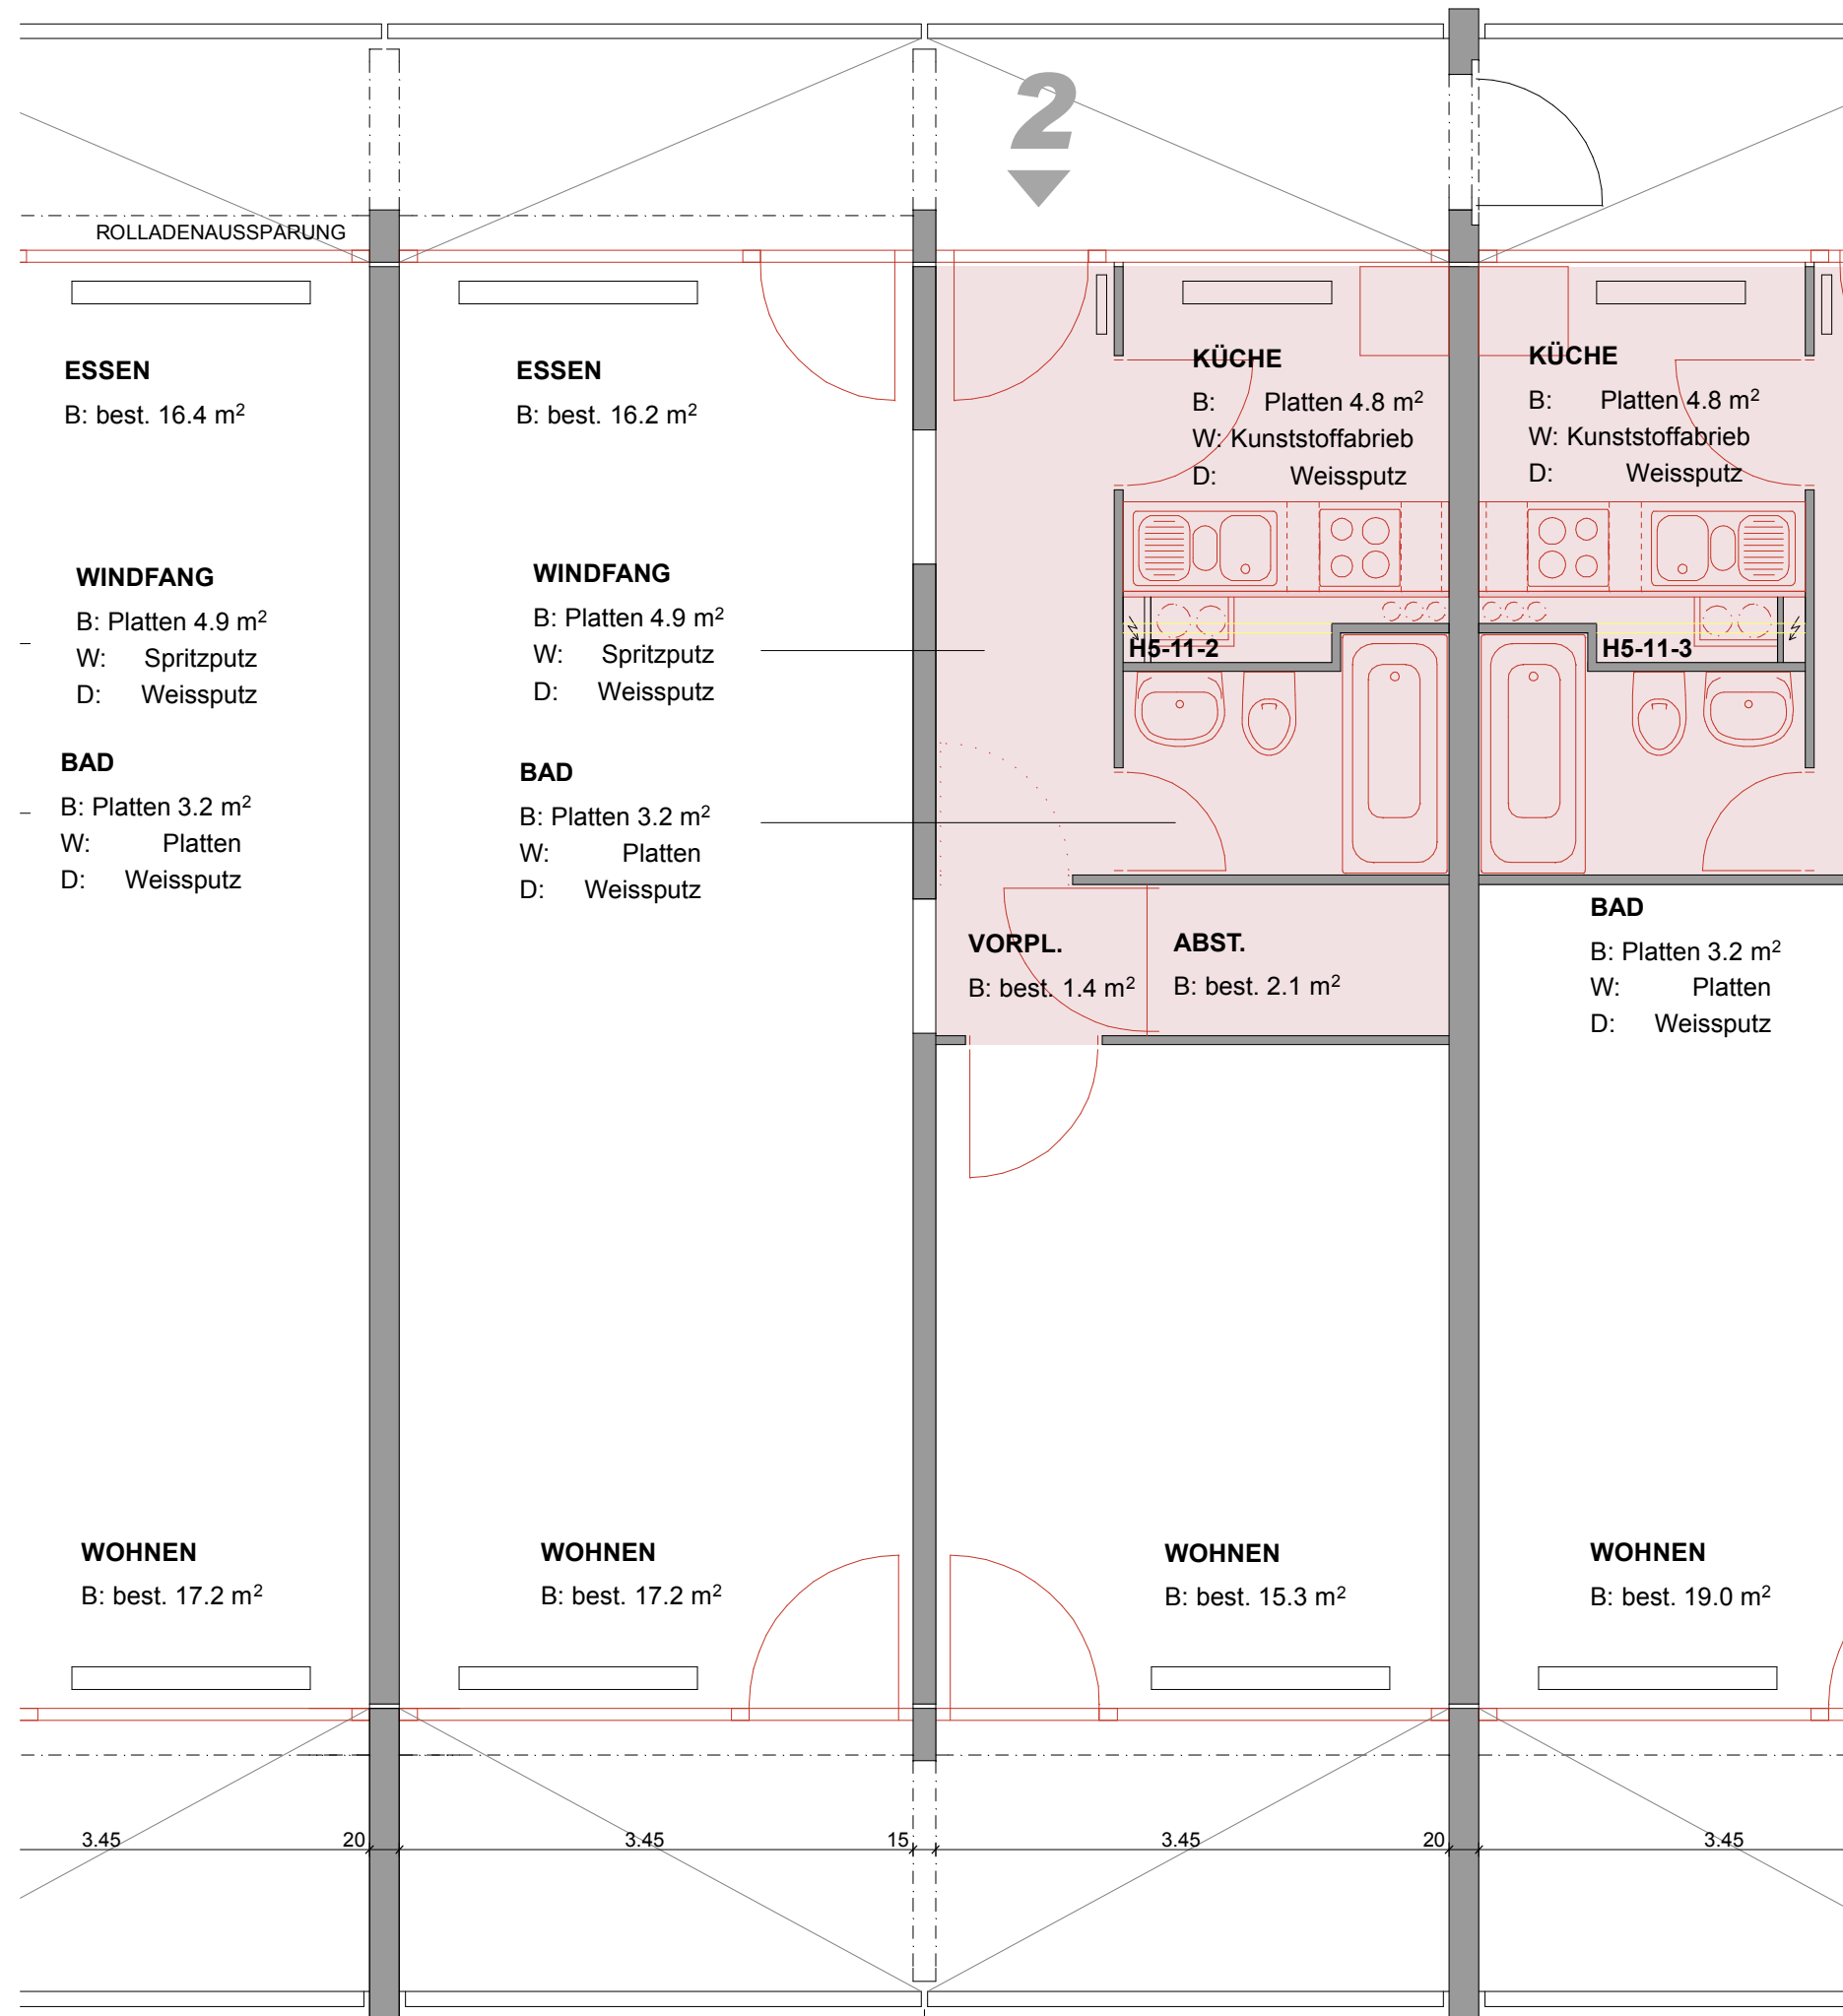 2
ROLLADENAUSSPARUNG
ESSEN
B: best. 16.4 m²
ESSEN
B: best. 16.2 m²
KÜCHE
B: Platten 4.8 m²
W: Kunststoffabrieb
D: Weissputz
KÜCHE
B: Platten 4.8 m²
W: Kunststoffabrieb
D: Weissputz
WINDFANG
B: Platten 4.9 m²
W: Spritzputz
D: Weissputz
WINDFANG
B: Platten 4.9 m²
W: Spritzputz
D: Weissputz
H5-11-2
H5-11-3
BAD
B: Platten 3.2 m²
W: Platten
D: Weissputz
BAD
B: Platten 3.2 m²
W: Platten
D: Weissputz
VORPL.
B: best. 1.4 m²
ABST.
B: best. 2.1 m²
BAD
B: Platten 3.2 m²
W: Platten
D: Weissputz
WOHNEN
B: best. 17.2 m²
WOHNEN
B: best. 17.2 m²
WOHNEN
B: best. 15.3 m²
WOHNEN
B: best. 19.0 m²
3.45 20 3.45 15 3.45 20 3.45